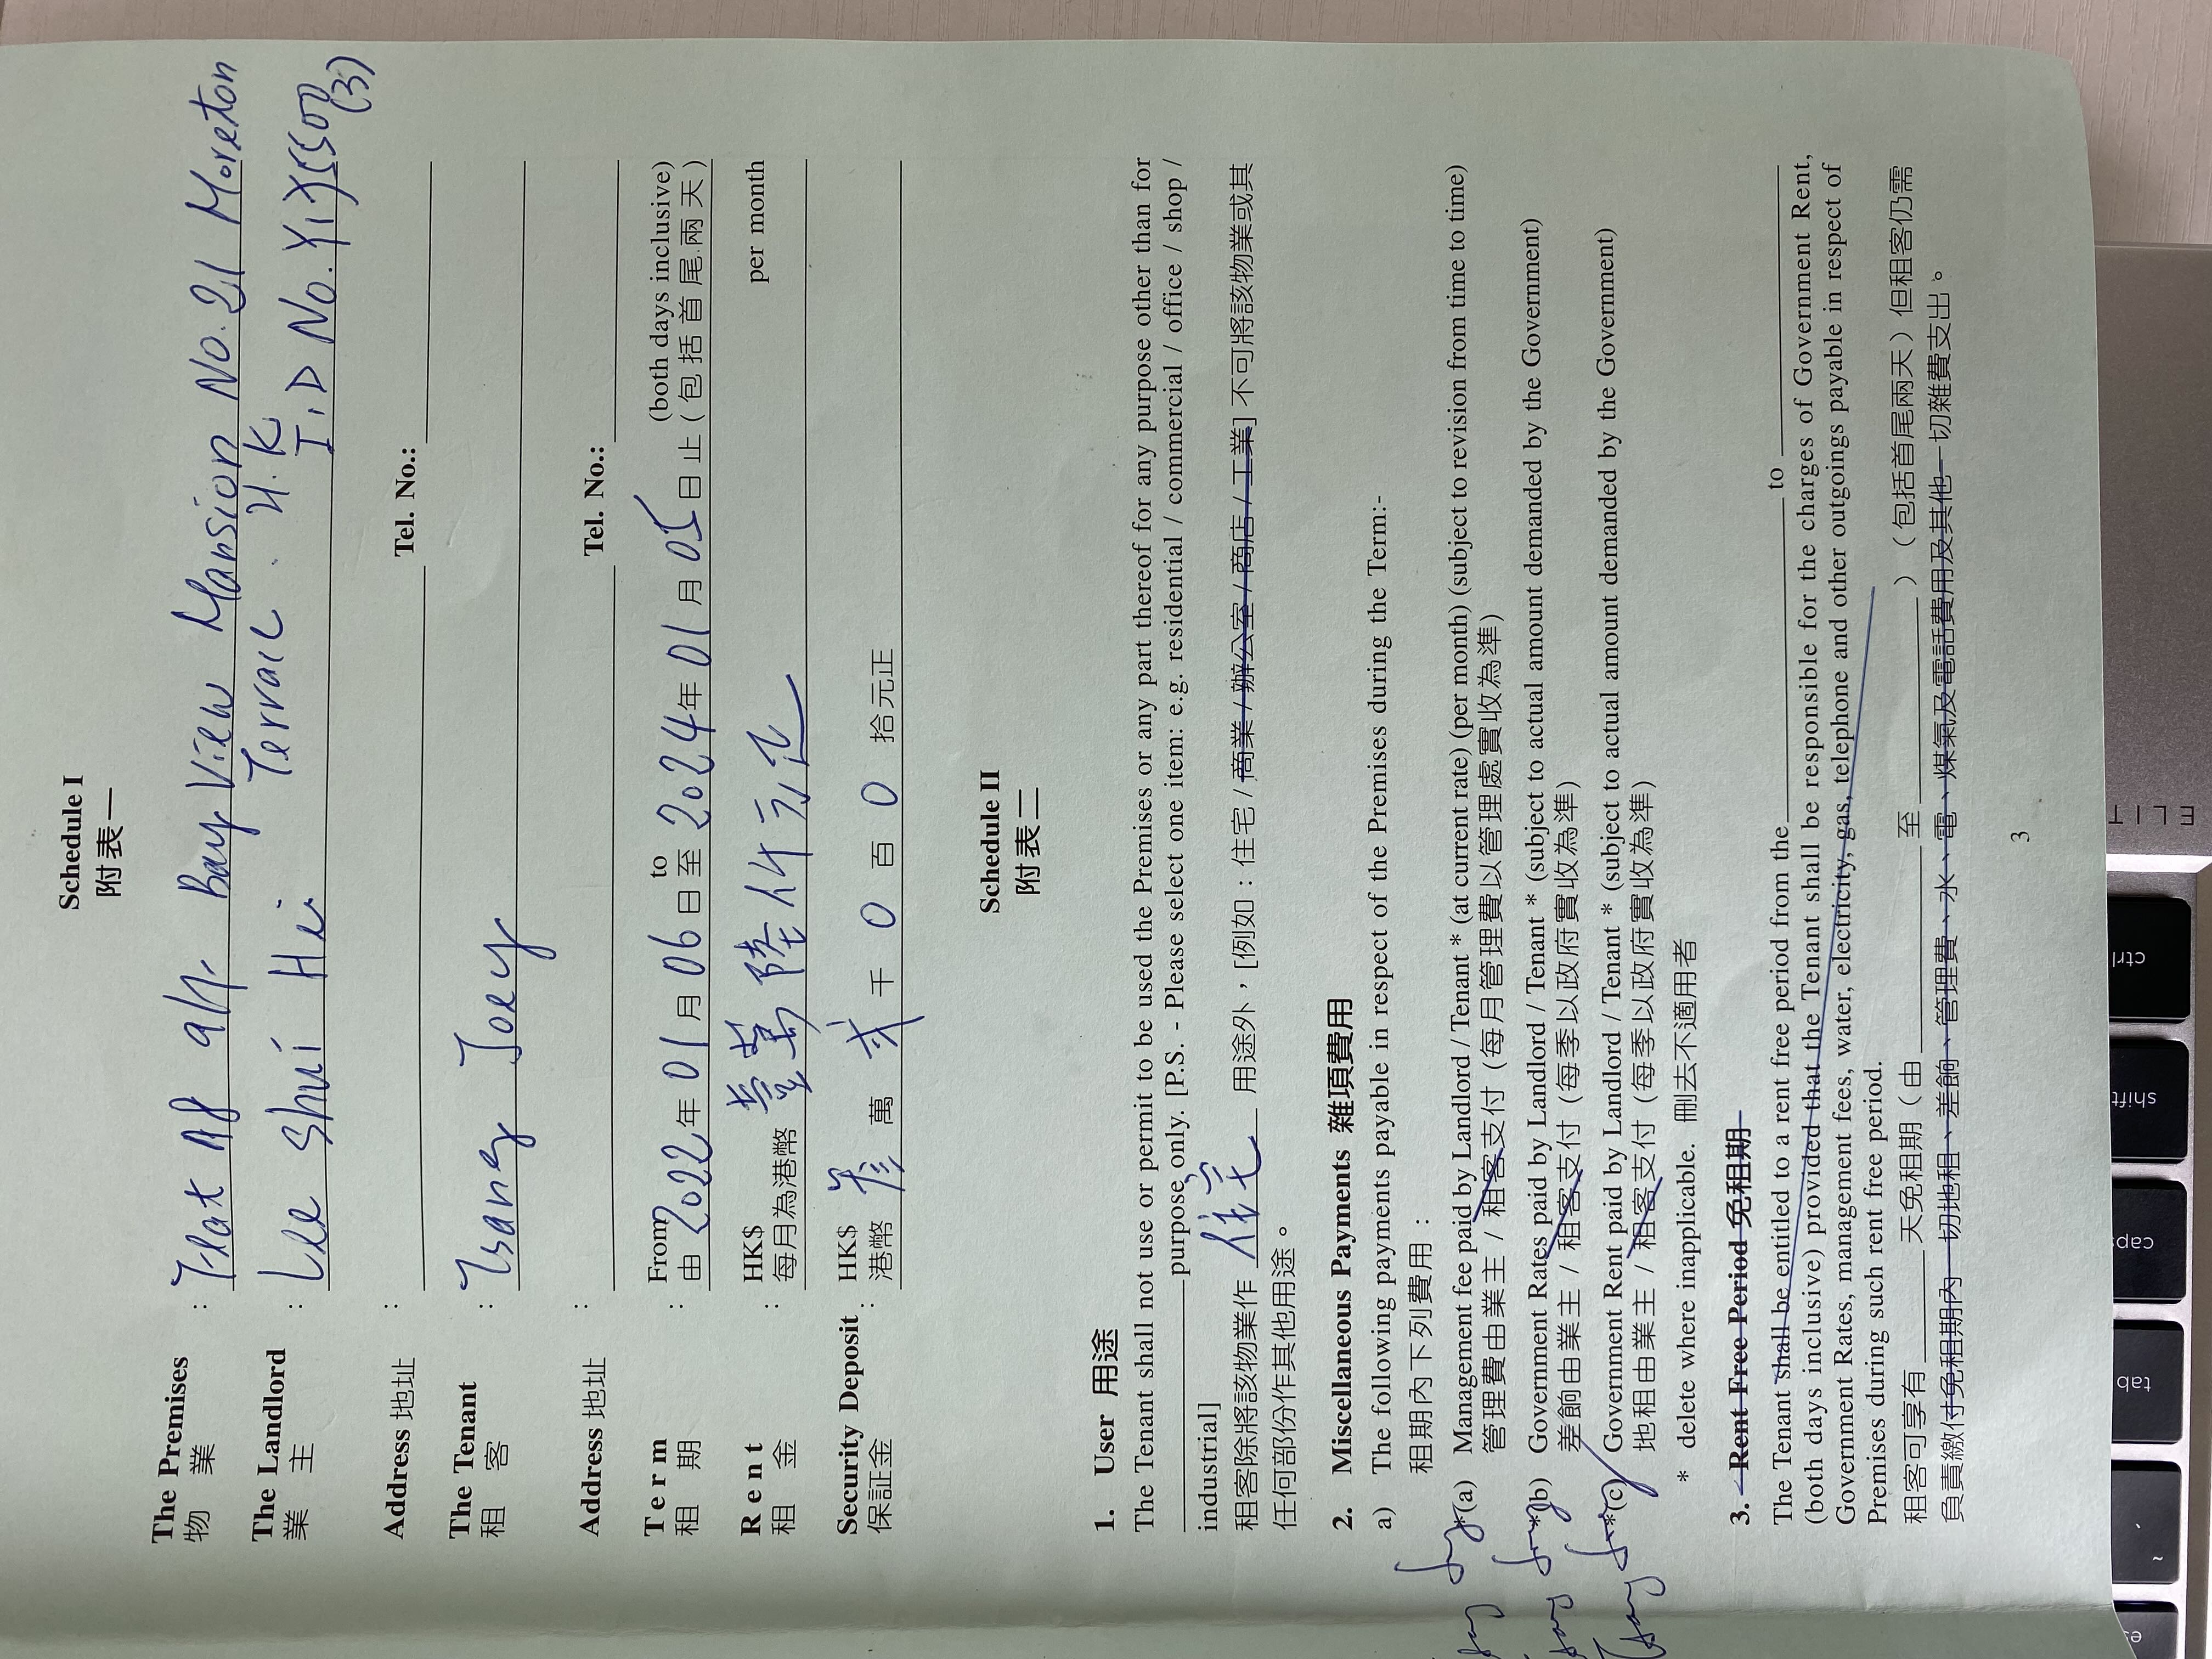 Schedule I
附表一
The Premises : Flat A8 9/F. Bay View Mansion No. 21 Moreton
物 業 Terrace. H.K
The Landlord : Lee Shui Hei I.D No.
業 主 (3)
Address 地址 : Tel. No.:
The Tenant : Tsang Joey
租 客
Address 地址 : Tel. No.:
Term : From to (both days inclusive)
租 期 由 2022 年 01 月 06 日 至 2024 年 01 月 05 日 止 (包括首尾兩天)
Rent : HK$ per month
租 金 每月為港幣 壹萬陸仟元正
Security Deposit : HK$
保証金 港幣 叁 萬 弍 千 0 百 0 拾元正
Schedule II
附表二
1. User 用途
The Tenant shall not use or permit to be used the Premises or any part thereof for any purpose other than for
purpose only. [P.S. - Please select one item: e.g. residential / commercial / office / shop /
industrial]
租客除將該物業作 住宅 用途外，[例如：住宅 / 商業 / 辦公室 / 商店 / 工業] 不可將該物業或其
任何部份作其他用途。
2. Miscellaneous Payments 雜項費用
a) The following payments payable in respect of the Premises during the Term:-
租期內下列費用：
*(a) Management fee paid by Landlord / Tenant * (at current rate) (per month) (subject to revision from time to time)
管理費由業主 / 租客支付 (每月管理費以管理處實收為準)
*(b) Government Rates paid by Landlord / Tenant * (subject to actual amount demanded by the Government)
差餉由業主 / 租客支付 (每季以政府實收為準)
*(c) Government Rent paid by Landlord / Tenant * (subject to actual amount demanded by the Government)
地租由業主 / 租客支付 (每季以政府實收為準)
* delete where inapplicable. 刪去不適用者
3. Rent Free Period 免租期
The Tenant shall be entitled to a rent free period from the to
(both days inclusive) provided that the Tenant shall be responsible for the charges of Government Rent,
Government Rates, management fees, water, electricity, gas, telephone and other outgoings payable in respect of
Premises during such rent free period.
租客可享有 天免租期（由 至 ）（包括首尾兩天）但租客仍需
負責繳付免租期內一切地租、差餉、管理費、水、電、煤氣及電話費用及其他一切雜費支出。
3
ctrl
shift
caps
tab